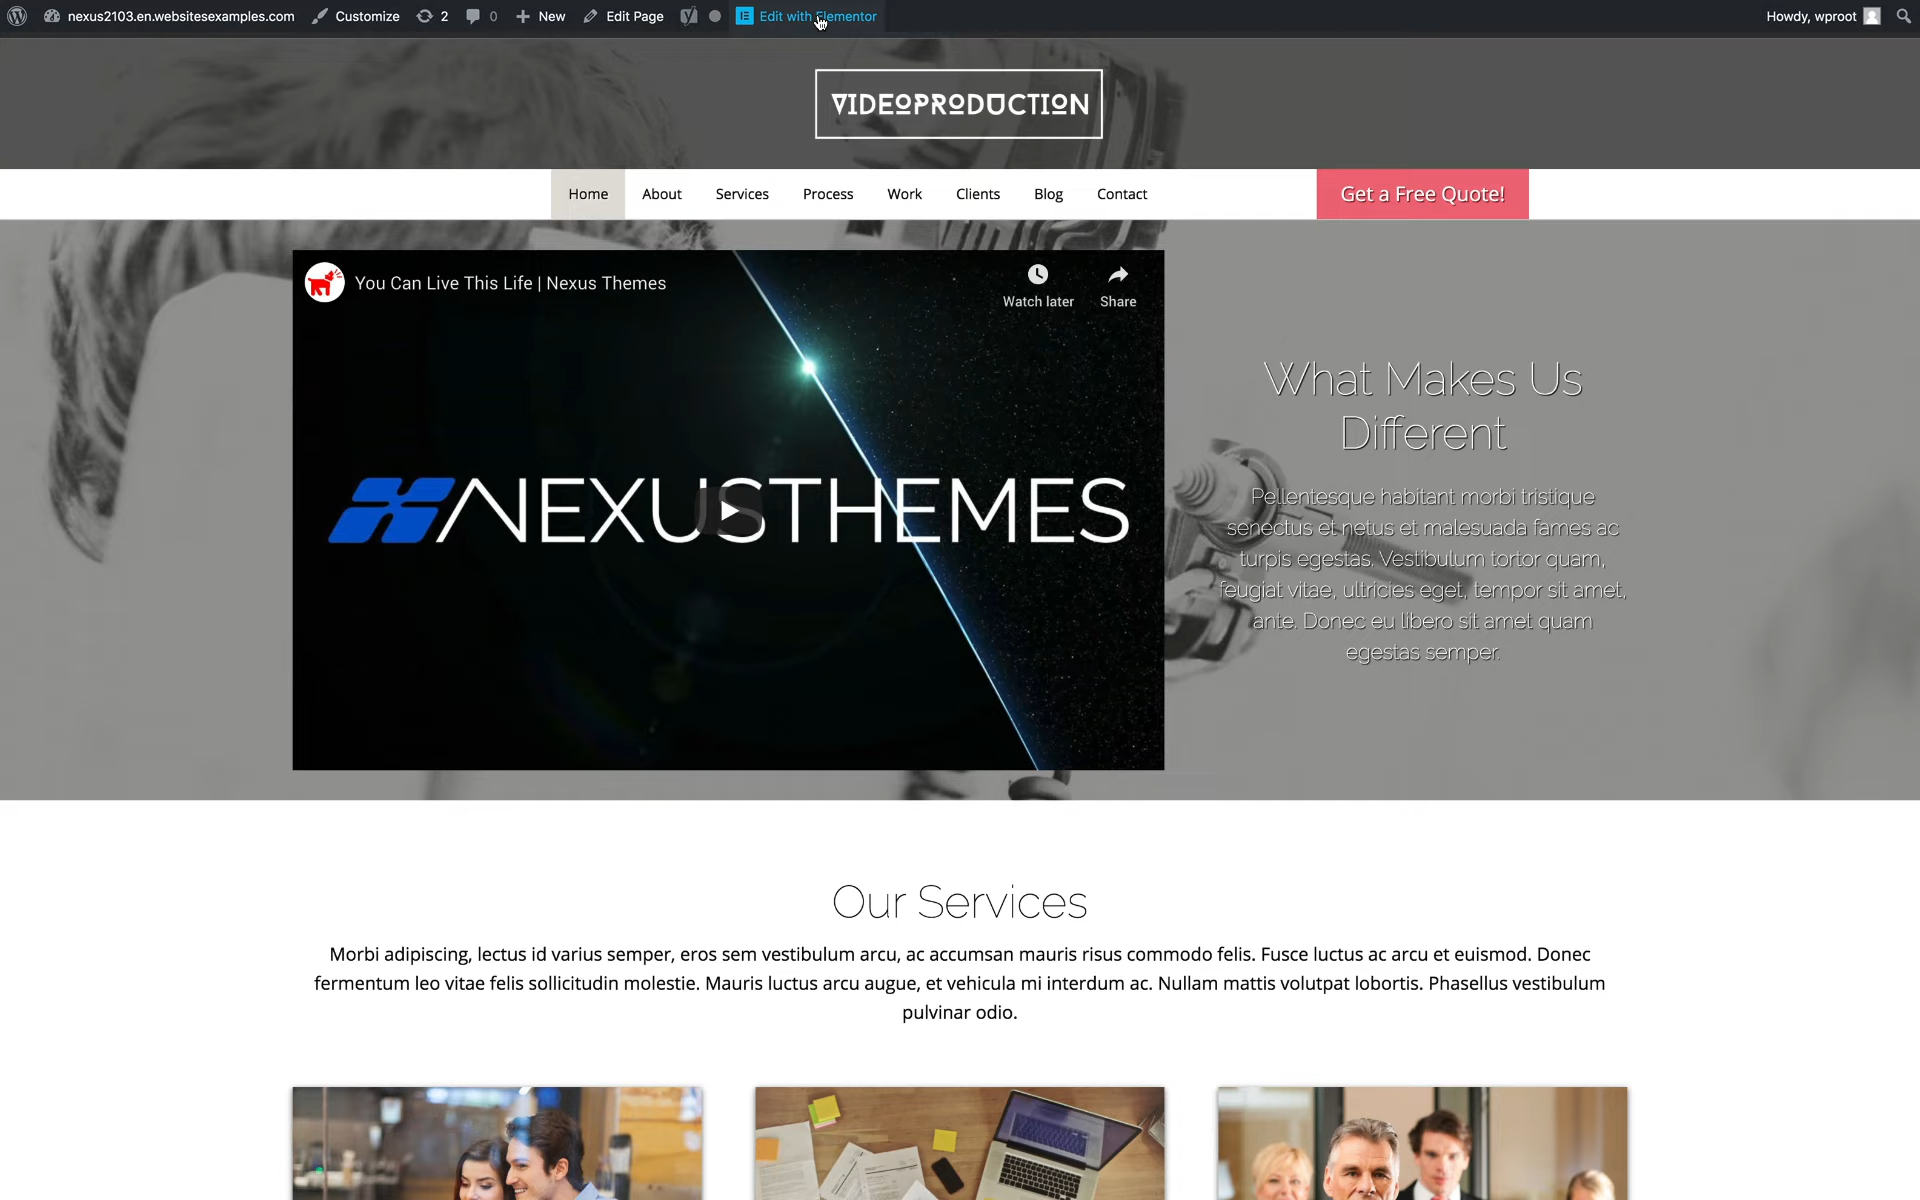 nexus2103.en.websitesexamples.com Customize 2 0 New Edit Page Edit with Elementor Howdy, wproot
VIDEOPRODUCTION
Home About Services Process Work Clients Blog Contact Get a Free Quote!
You Can Live This Life | Nexus Themes
Watch later Share
NEXUSTHEMES
What Makes Us
Different
Pellentesque habitant morbi tristique
senectus et netus et malesuada fames ac
turpis egestas. Vestibulum tortor quam,
feugiat vitae, ultricies eget, tempor sit amet,
ante. Donec eu libero sit amet quam
egestas semper.
Our Services
Morbi adipiscing, lectus id varius semper, eros sem vestibulum arcu, ac accumsan mauris risus commodo felis. Fusce luctus ac arcu et euismod. Donec
fermentum leo vitae felis sollicitudin molestie. Mauris luctus arcu augue, et vehicula mi interdum ac. Nullam mattis volutpat lobortis. Phasellus vestibulum
pulvinar odio.